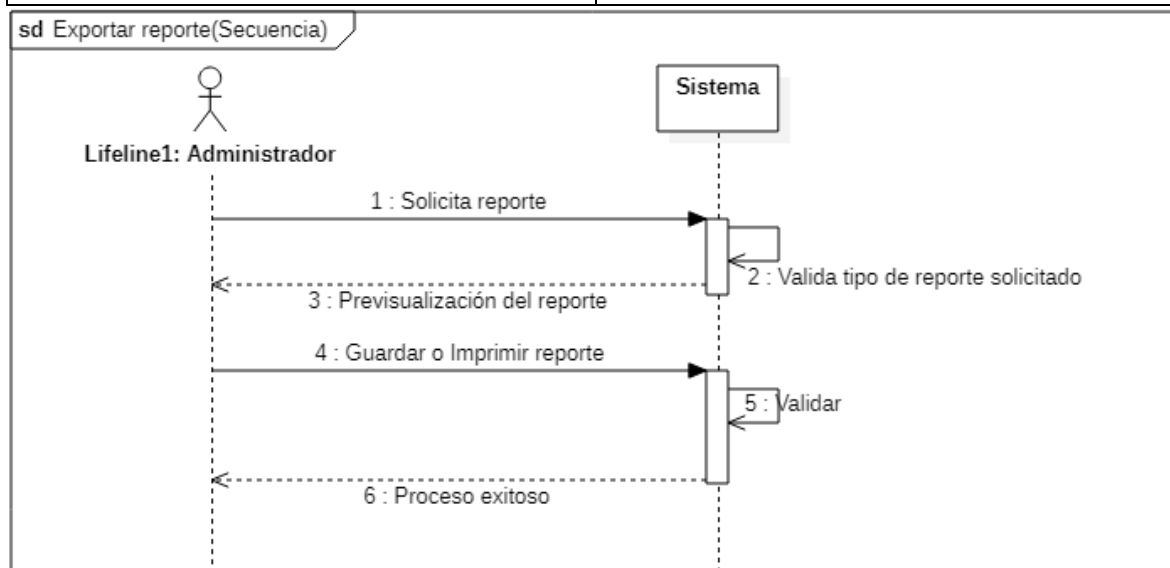 sd Exportar reporte(Secuencia)
Sistema
Lifeline1: Administrador
1 : Solicita reporte
2 : Valida tipo de reporte solicitado
3 : Previsualización del reporte
4 : Guardar o Imprimir reporte
5 : Validar
6 : Proceso exitoso